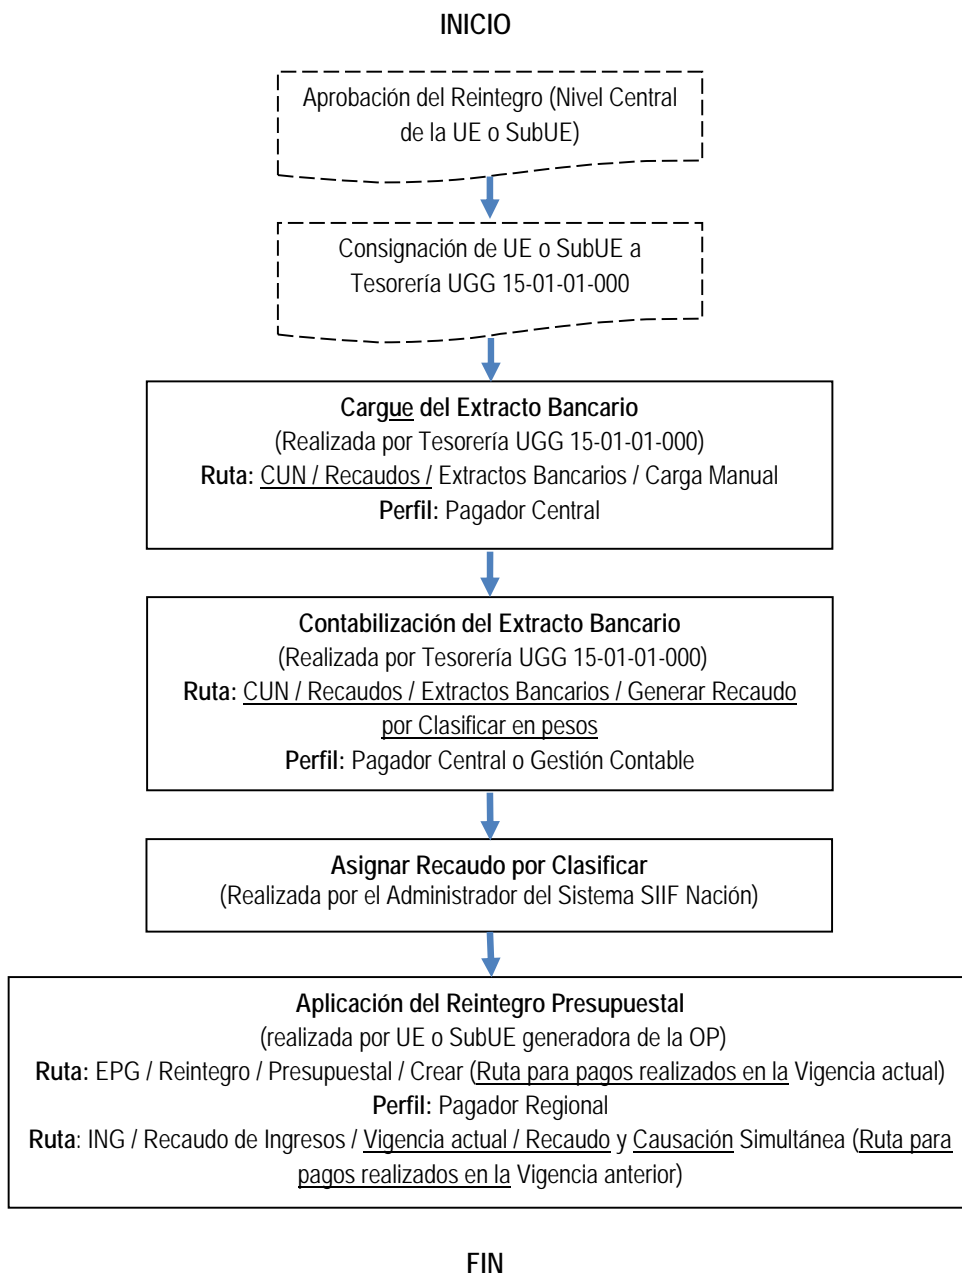 INICIO
Aprobación del Reintegro (Nivel Central
de la UE o SubUE)
Consignación de UE o SubUE a
Tesorería UGG 15-01-01-000
Cargue del Extracto Bancario
(Realizada por Tesorería UGG 15-01-01-000)
Ruta: CUN / Recaudos / Extractos Bancarios / Carga Manual
Perfil: Pagador Central
Contabilización del Extracto Bancario
(Realizada por Tesorería UGG 15-01-01-000)
Ruta: CUN / Recaudos / Extractos Bancarios / Generar Recaudo
por Clasificar en pesos
Perfil: Pagador Central o Gestión Contable
Asignar Recaudo por Clasificar
(Realizada por el Administrador del Sistema SIIF Nación)
Aplicación del Reintegro Presupuestal
(realizada por UE o SubUE generadora de la OP)
Ruta: EPG / Reintegro / Presupuestal / Crear (Ruta para pagos realizados en la Vigencia actual)
Perfil: Pagador Regional
Ruta: ING / Recaudo de Ingresos / Vigencia actual / Recaudo y Causación Simultánea (Ruta para
pagos realizados en la Vigencia anterior)
FIN